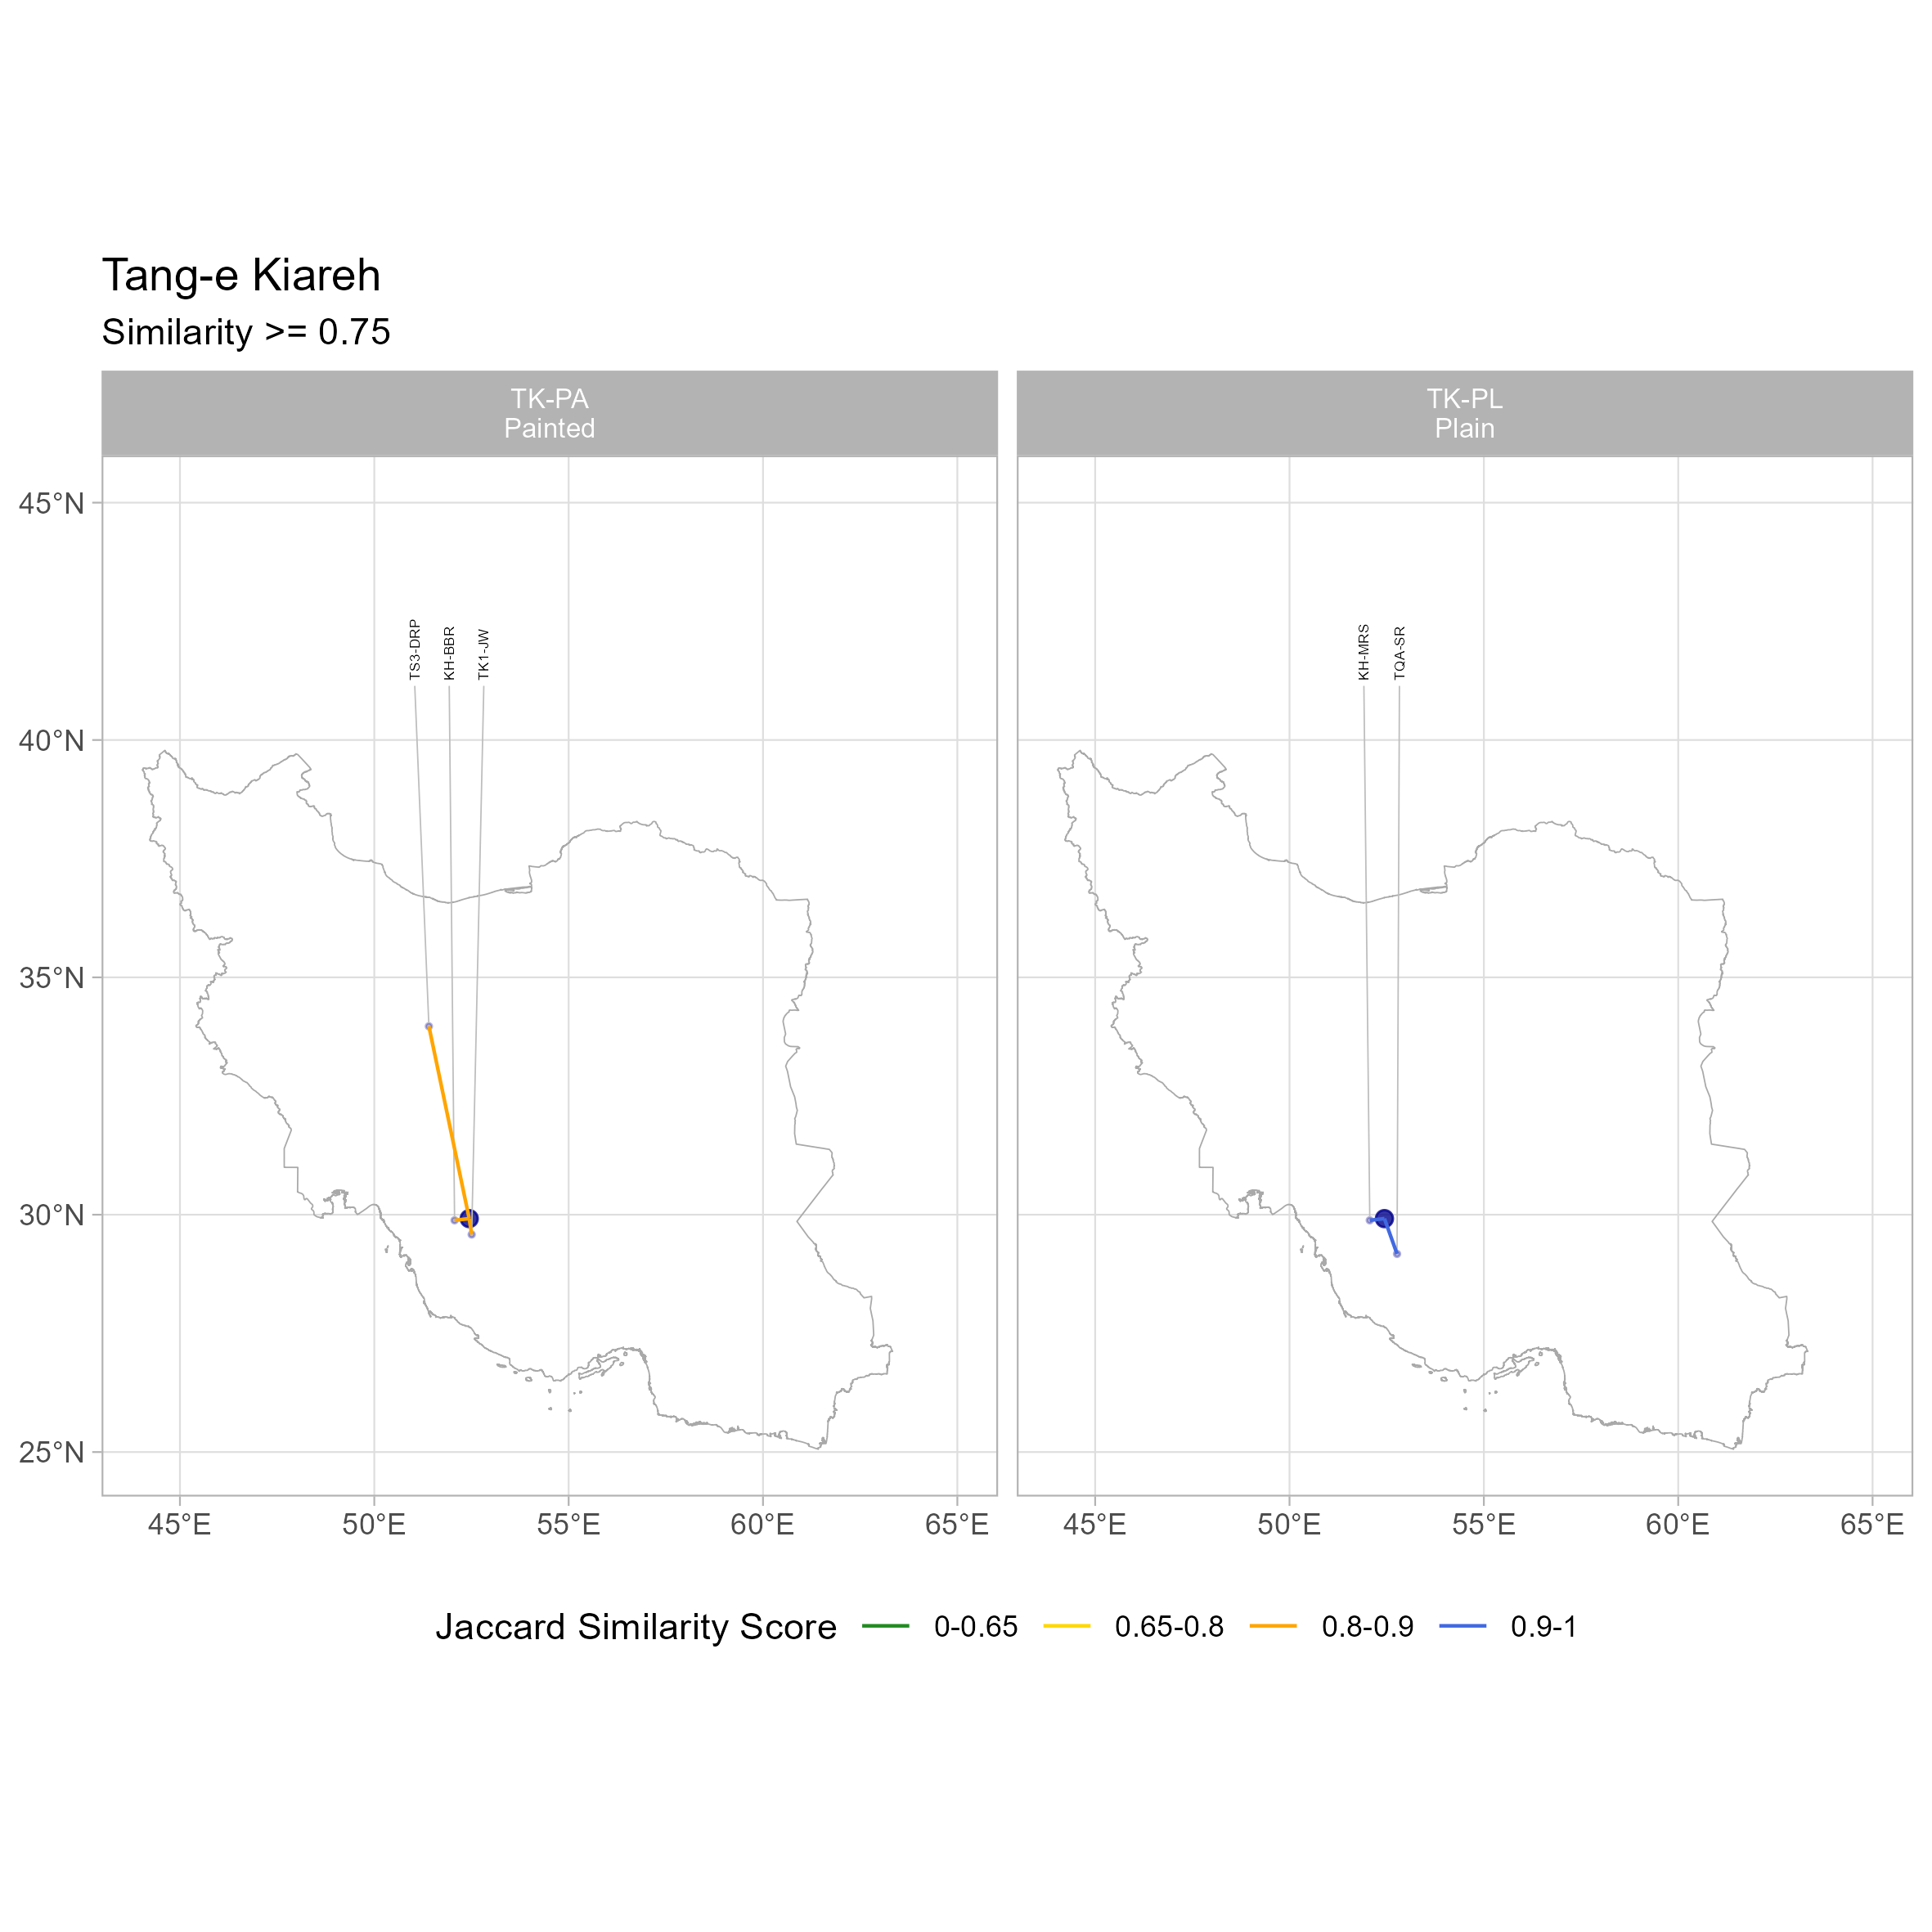 Tang-e Kiareh
Similarity >= 0.75
TK-PA
Painted
TK-PL
Plain
45°N
40°N
35°N
30°N
25°N
TS3-DRP
KH-BBR
TK1-JW
KH-MRS
TQA-SR
45°E 50°E 55°E 60°E 65°E
45°E 50°E 55°E 60°E 65°E
Jaccard Similarity Score 0-0.65 0.65-0.8 0.8-0.9 0.9-1